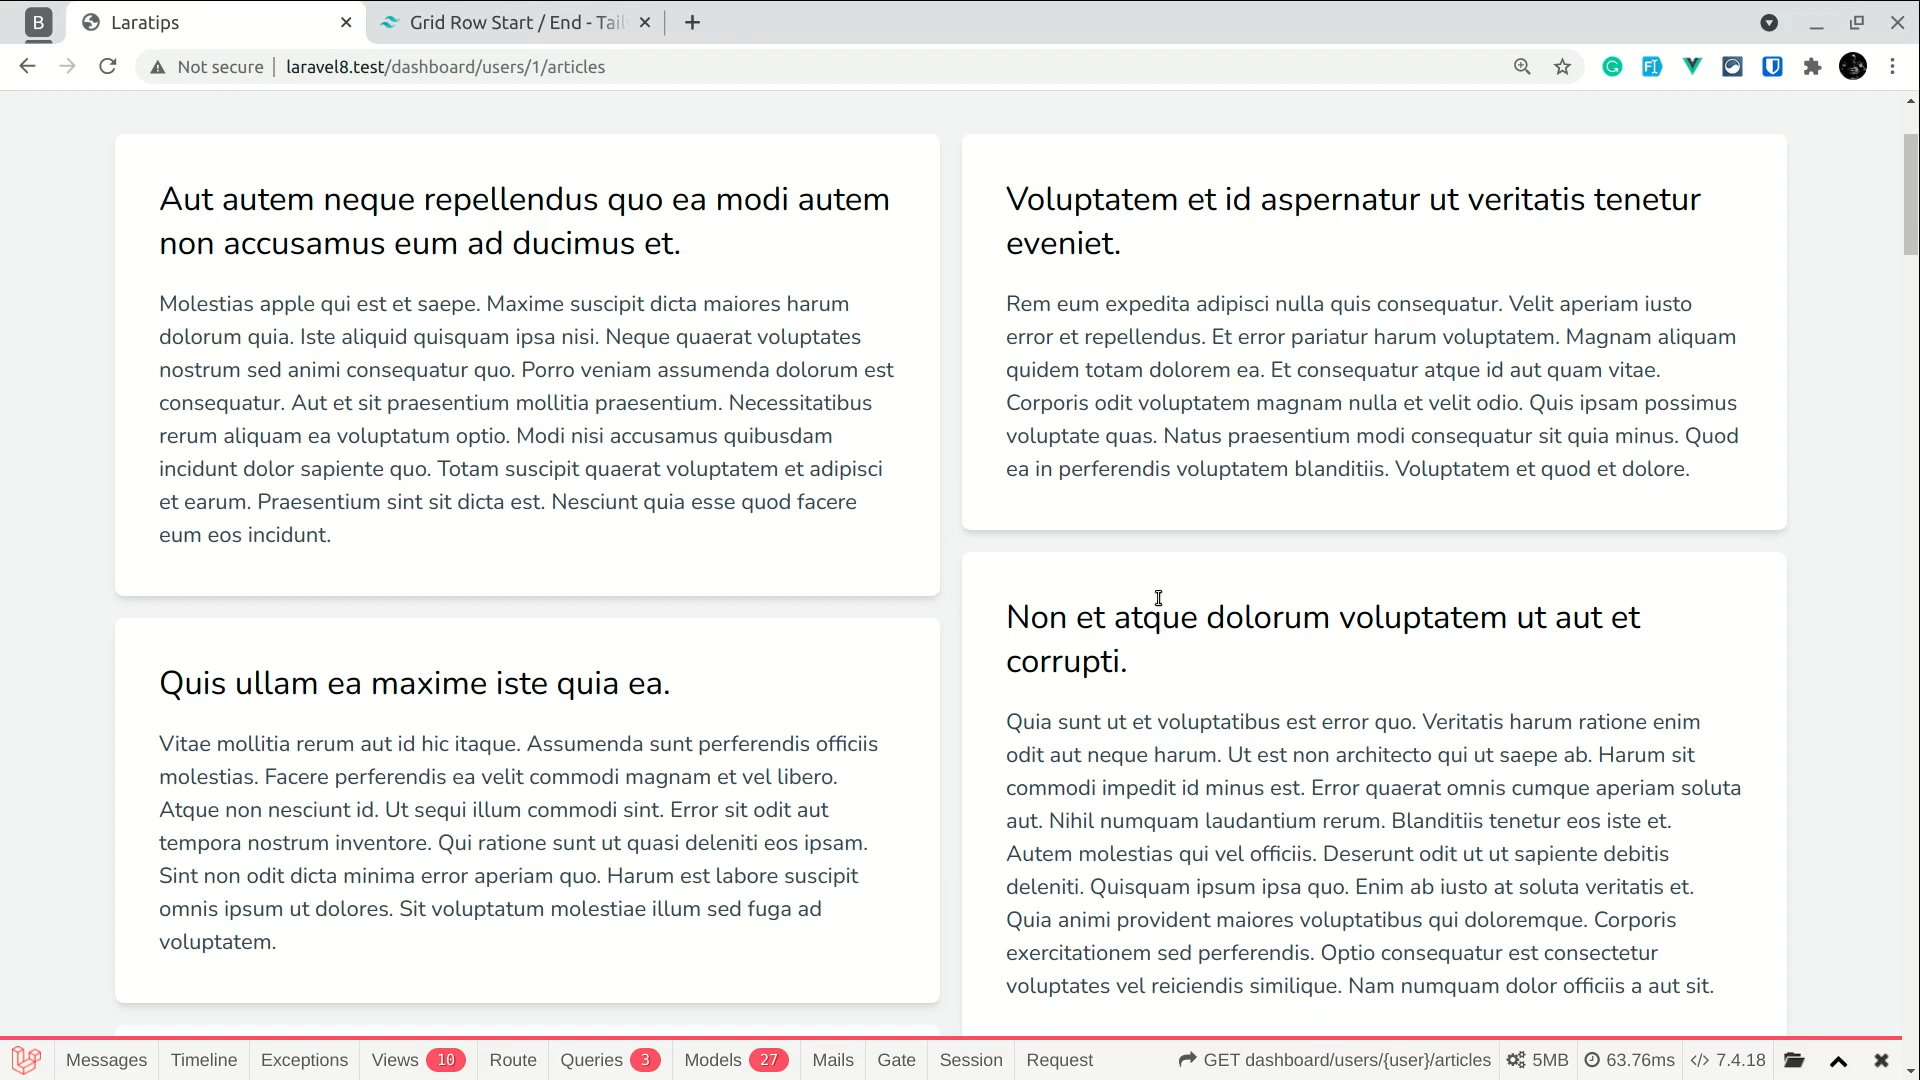 B
Laratips
Grid Row Start / End - Tail
Not secure
laravel8.test/dashboard/users/1/articles
Aut autem neque repellendus quo ea modi autem
non accusamus eum ad ducimus et.
Molestias apple qui est et saepe. Maxime suscipit dicta maiores harum
dolorum quia. Iste aliquid quisquam ipsa nisi. Neque quaerat voluptates
nostrum sed animi consequatur quo. Porro veniam assumenda dolorum est
consequatur. Aut et sit praesentium mollitia praesentium. Necessitatibus
rerum aliquam ea voluptatum optio. Modi nisi accusamus quibusdam
incidunt dolor sapiente quo. Totam suscipit quaerat voluptatem et adipisci
et earum. Praesentium sint sit dicta est. Nesciunt quia esse quod facere
eum eos incidunt.
Quis ullam ea maxime iste quia ea.
Vitae mollitia rerum aut id hic itaque. Assumenda sunt perferendis officiis
molestias. Facere perferendis ea velit commodi magnam et vel libero.
Atque non nesciunt id. Ut sequi illum commodi sint. Error sit odit aut
tempora nostrum inventore. Qui ratione sunt ut quasi deleniti eos ipsam.
Sint non odit dicta minima error aperiam quo. Harum est labore suscipit
omnis ipsum ut dolores. Sit voluptatum molestiae illum sed fuga ad
voluptatem.
Voluptatem et id aspernatur ut veritatis tenetur
eveniet.
Rem eum expedita adipisci nulla quis consequatur. Velit aperiam iusto
error et repellendus. Et error pariatur harum voluptatem. Magnam aliquam
quidem totam dolorem ea. Et consequatur atque id aut quam vitae.
Corporis odit voluptatem magnam nulla et velit odio. Quis ipsam possimus
voluptate quas. Natus praesentium modi consequatur sit quia minus. Quod
ea in perferendis voluptatem blanditiis. Voluptatem et quod et dolore.
Non et atque dolorum voluptatem ut aut et
corrupti.
Quia sunt ut et voluptatibus est error quo. Veritatis harum ratione enim
odit aut neque harum. Ut est non architecto qui ut saepe ab. Harum sit
commodi impedit id minus est. Error quaerat omnis cumque aperiam soluta
aut. Nihil numquam laudantium rerum. Blanditiis tenetur eos iste et.
Autem molestias qui vel officiis. Deserunt odit ut ut sapiente debitis
deleniti. Quisquam ipsum ipsa quo. Enim ab iusto at soluta veritatis et.
Quia animi provident maiores voluptatibus qui doloremque. Corporis
exercitationem sed perferendis. Optio consequatur est consectetur
voluptates vel reiciendis similique. Nam numquam dolor officiis a aut sit.
Messages Timeline Exceptions Views 10 Route Queries 3 Models 27 Mails Gate Session Request GET dashboard/users/{user}/articles 5MB 63.76ms 7.4.18